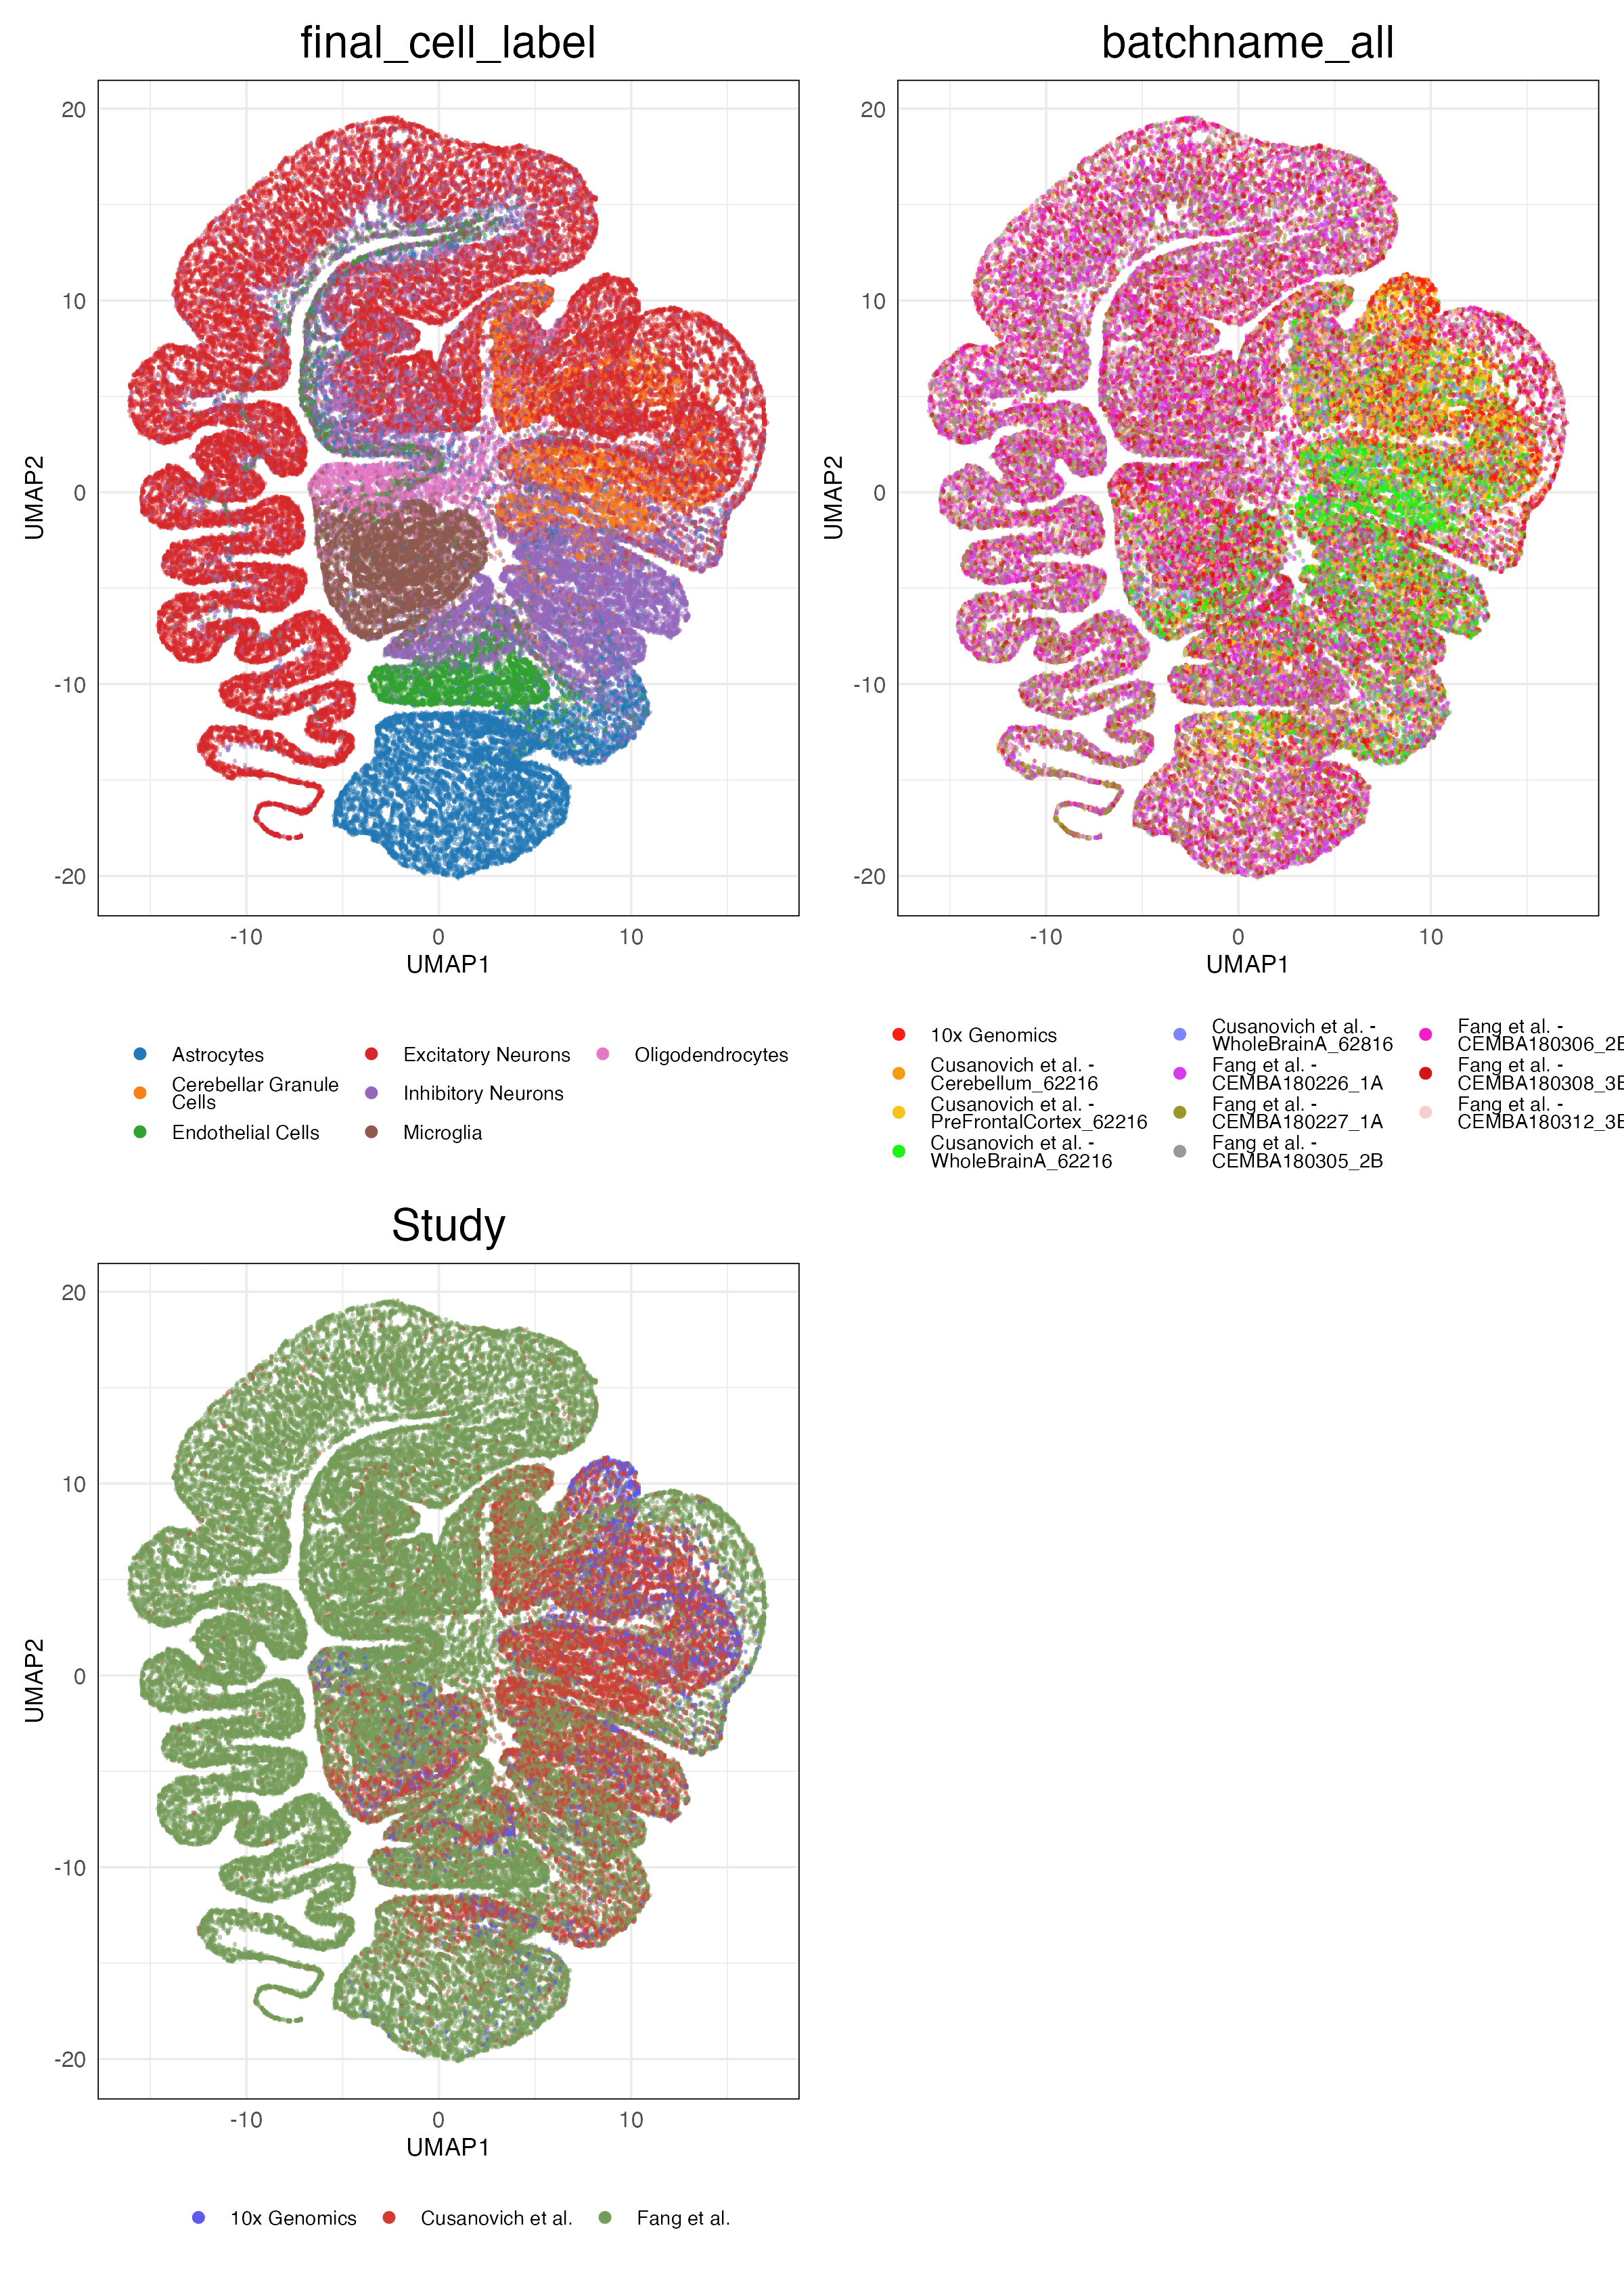 final_cell_label
batchname_all
20
10
0
-10
-20
UMAP2
-10
0
10
UMAP1
20
10
0
-10
-20
UMAP2
-10
0
10
UMAP1
Astrocytes
Cerebellar Granule
Cells
Endothelial Cells
Excitatory Neurons
Inhibitory Neurons
Microglia
Oligodendrocytes
10x Genomics
Cusanovich et al. -
Cerebellum_62216
Cusanovich et al. -
PreFrontalCortex_62216
Cusanovich et al. -
WholeBrainA_62216
Cusanovich et al. -
WholeBrainA_62816
Fang et al. -
CEMBA180226_1A
Fang et al. -
CEMBA180227_1A
Fang et al. -
CEMBA180305_2B
Fang et al. -
CEMBA180306_2B
Fang et al. -
CEMBA180308_3B
Fang et al. -
CEMBA180312_3B
Study
20
10
0
-10
-20
UMAP2
-10
0
10
UMAP1
10x Genomics
Cusanovich et al.
Fang et al.